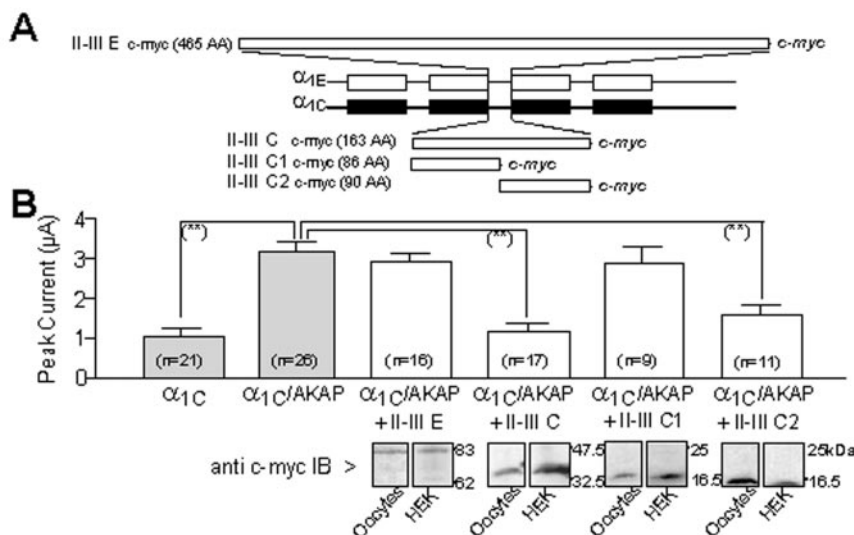 A
II-III E c-myc (465 AA) c-myc
α1E
α1C
II-III C c-myc (163 AA) c-myc
II-III C1 c-myc (86 AA) c-myc
II-III C2 c-myc (90 AA) c-myc
B
Peak Current (µA)
4
3
2
1
0
(**) (**) (**)
(n=21) (n=26) (n=16) (n=17) (n=9) (n=11)
α1C α1C/AKAP α1C/AKAP α1C/AKAP α1C/AKAP α1C/AKAP
+II-III E +II-III C +II-III C1 +II-III C2
anti c-myc IB >
83 47.5 25 25kDa
62 32.5 16.5 16.5
Oocytes HEK Oocytes HEK Oocytes HEK Oocytes HEK